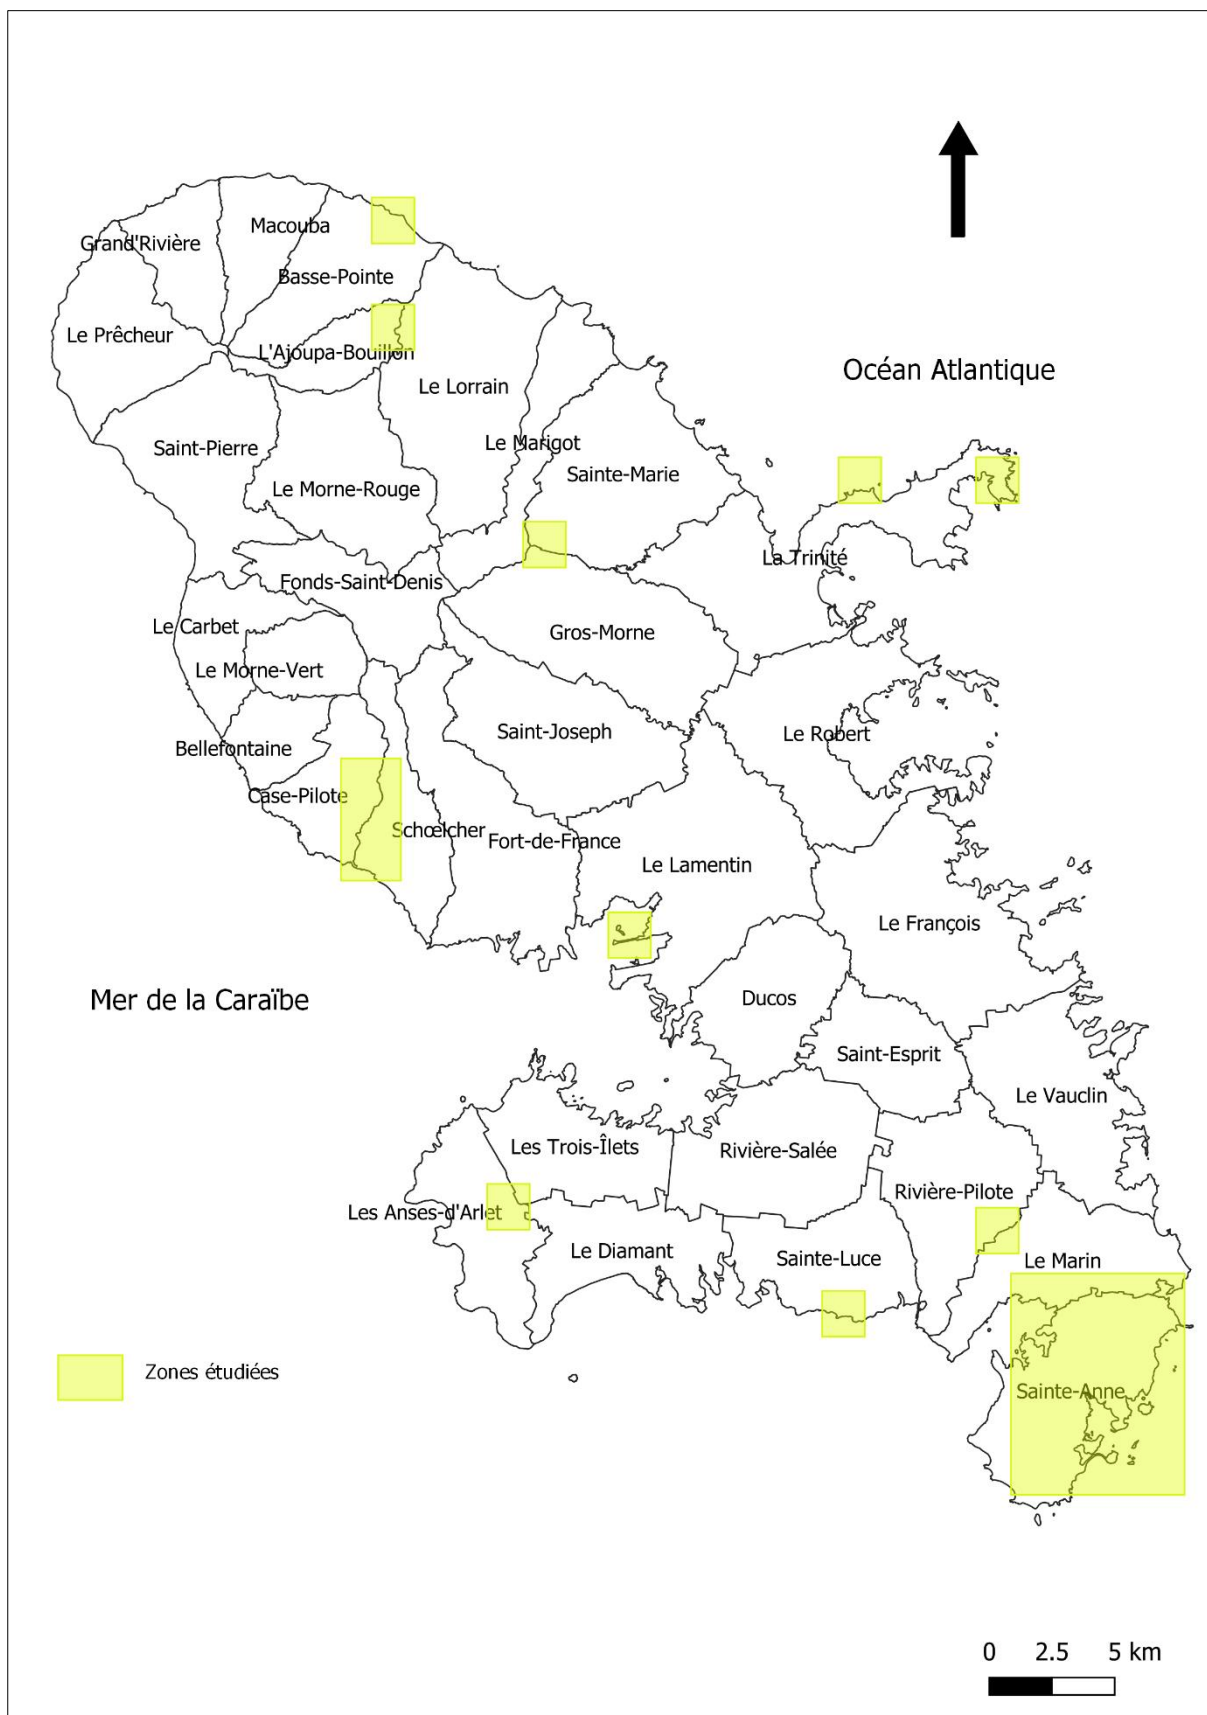 Macouba
Grand'Rivière
Basse-Pointe
Le Prêcheur
L'Ajoupa-Bouillon
Océan Atlantique
Le Lorrain
Le Marigot
Saint-Pierre
Sainte-Marie
Le Morne-Rouge
La Trinité
Fonds-Saint-Denis
Le Carbet
Gros-Morne
Le Morne-Vert
Saint-Joseph
Le Robert
Bellefontaine
Case-Pilote
Schœlcher
Fort-de-France
Le Lamentin
Le François
Mer de la Caraïbe
Ducos
Saint-Esprit
Le Vauclin
Les Trois-Îlets
Rivière-Salée
Rivière-Pilote
Les Anses-d'Arlet
Le Diamant
Sainte-Luce
Le Marin
Zones étudiées
Sainte-Anne
0 2.5 5 km